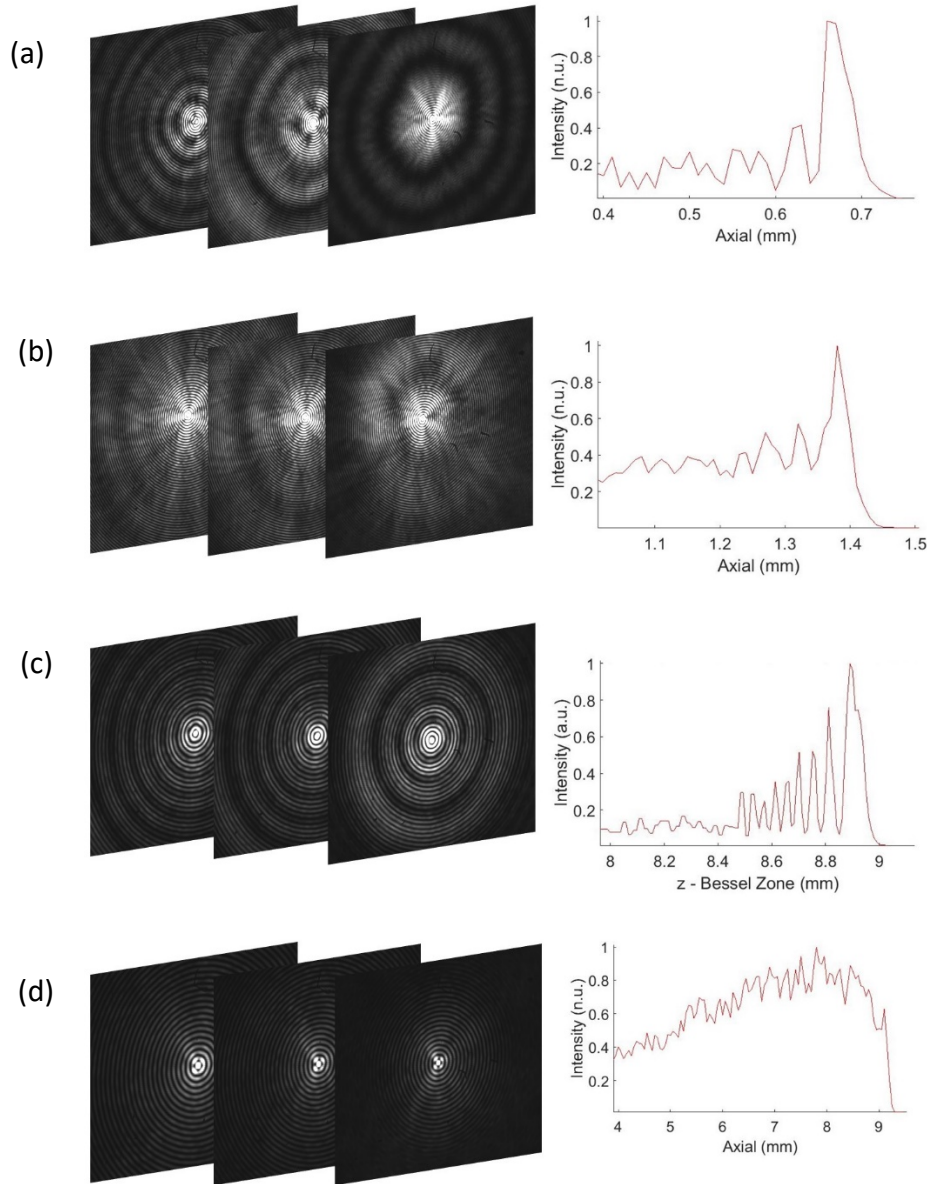 (a)
Intensity (n.u.)
1
0.8
0.6
0.4
0.2
0.4 0.5 0.6 0.7
Axial (mm)
(b)
Intensity (n.u.)
1
0.8
0.6
0.4
0.2
1.1 1.2 1.3 1.4 1.5
Axial (mm)
(c)
Intensity (a.u.)
1
0.8
0.6
0.4
0.2
8 8.2 8.4 8.6 8.8 9
z - Bessel Zone (mm)
(d)
Intensity (n.u.)
1
0.8
0.6
0.4
0.2
4 5 6 7 8 9
Axial (mm)